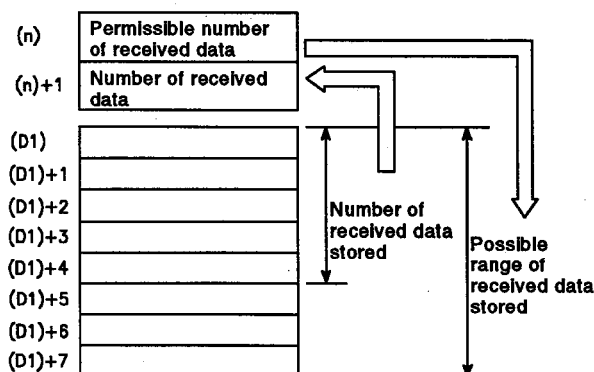 (n)
Permissible number
of received data
(n)+1
Number of received
data
(D1)
(D1)+1
(D1)+2
(D1)+3
(D1)+4
(D1)+5
(D1)+6
(D1)+7
Number of
received data
stored
Possible
range of
received data
stored